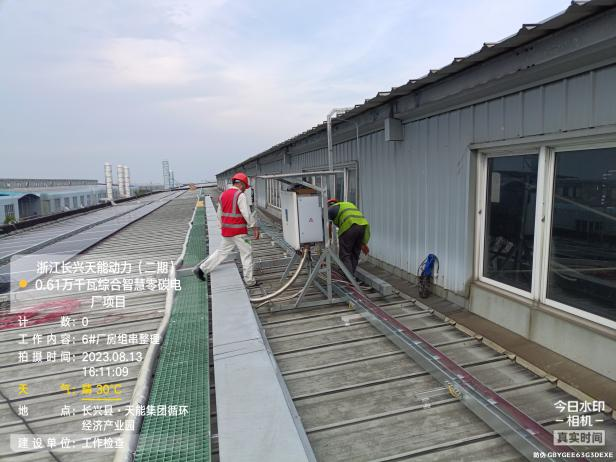 浙江长兴天能动力（二期）
0.61万千瓦综合智慧零碳电
厂项目
计 数：0
工作内容：6#厂房组串整理
拍摄时间：2023.08.13
16:11:09
天 气：晴 30℃
地 点：长兴县·天能集团循环
经济产业园
建设单位：工作检查
今日水印
相机
真实时间
防伪 GBYGEE63G3DEXB